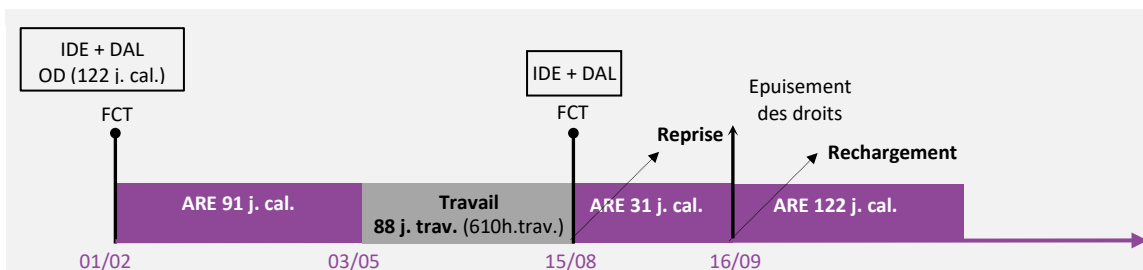 IDE + DAL
OD (122 j. cal.)
FCT
IDE + DAL
FCT
Epuisement
des droits
Reprise
Rechargement
ARE 91 j. cal.
Travail
88 j. trav. (610h.trav.)
ARE 31 j. cal.
ARE 122 j. cal.
01/02
03/05
15/08
16/09